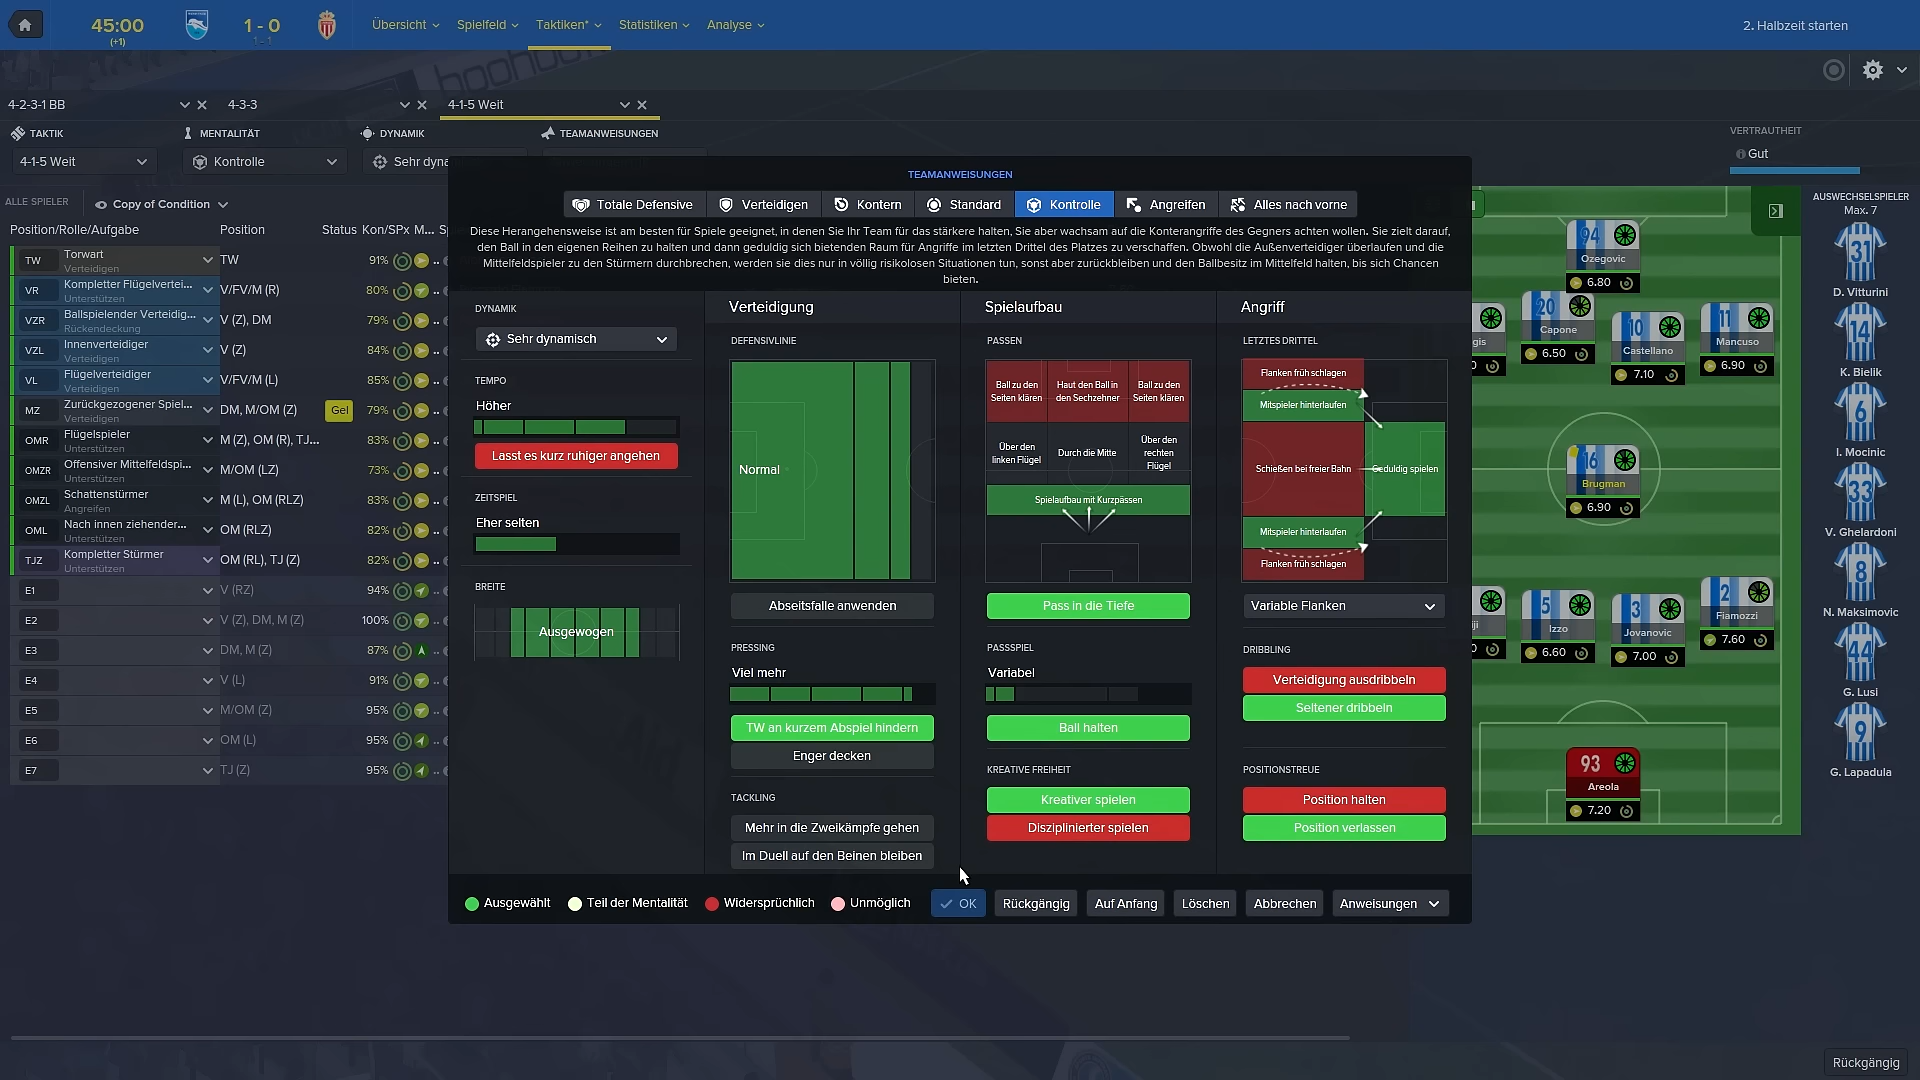 45:00
(+1)
1 - 0
1 - 1
Übersicht
Spielfeld
Taktiken*
Statistiken
Analyse
2. Halbzeit starten
4-2-3-1 BB
4-3-3
4-1-5 Weit
TAKTIK
MENTALITÄT
DYNAMIK
TEAMANWEISUNGEN
VERTRAUTHEIT
4-1-5 Weit
Kontrolle
Sehr dyna
Gut
ALLE SPIELER
Copy of Condition
Position/Rolle/Aufgabe
Position
Status
Kon/SPx
M...
TW Torwart Verteidigen TW 91%
VR Kompletter Flügelvertei... Unterstützen V/FV/M (R) 80%
VZR Ballspielender Verteidig... Rückendeckung V (Z), DM 79%
VZL Innenverteidiger Verteidigen V (Z) 84%
VL Flügelverteidiger Verteidigen V/FV/M (L) 85%
MZ Zurückgezogener Spiel... Verteidigen DM, M/OM (Z) Gel 79%
OMR Flügelspieler Unterstützen M (Z), OM (R), TJ... 83%
OMZR Offensiver Mittelfeldspi... Unterstützen M/OM (LZ) 73%
OMZL Schattenstürmer Angreifen M (L), OM (RLZ) 83%
OML Nach innen ziehender... Unterstützen OM (RLZ) 82%
TJZ Kompletter Stürmer Unterstützen OM (RL), TJ (Z) 82%
E1 V (RZ) 94%
E2 V (Z), DM, M (Z) 100%
E3 DM, M (Z) 87%
E4 V (L) 91%
E5 M/OM (Z) 95%
E6 OM (L) 95%
E7 TJ (Z) 95%
TEAMANWEISUNGEN
Totale Defensive
Verteidigen
Kontern
Standard
Kontrolle
Angreifen
Alles nach vorne
Diese Herangehensweise ist am besten für Spiele geeignet, in denen Sie Ihr Team für das stärkere halten, Sie aber wachsam auf die Konterangriffe des Gegners achten wollen. Sie zielt darauf,
den Ball in den eigenen Reihen zu halten und dann geduldig sich bietenden Raum für Angriffe im letzten Drittel des Platzes zu verschaffen. Obwohl die Außenverteidiger überlaufen und die
Mittelfeldspieler zu den Stürmern durchbrechen, werden sie dies nur in völlig risikolosen Situationen tun, sonst aber zurückbleiben und den Ballbesitz im Mittelfeld halten, bis sich Chancen
bieten.
DYNAMIK
Sehr dynamisch
TEMPO
Höher
Lasst es kurz ruhiger angehen
ZEITSPIEL
Eher selten
BREITE
Ausgewogen
Verteidigung
DEFENSIVLINIE
Normal
Abseitsfalle anwenden
PRESSING
Viel mehr
TW an kurzem Abspiel hindern
Enger decken
TACKLING
Mehr in die Zweikämpfe gehen
Im Duell auf den Beinen bleiben
Spielaufbau
PASSEN
Ball zu den Seiten klären
Haut den Ball in den Sechzehner
Ball zu den Seiten klären
Über den linken Flügel
Durch die Mitte
Über den rechten Flügel
Spielaufbau mit Kurzpässen
Pass in die Tiefe
PASSSPIEL
Variabel
Ball halten
KREATIVE FREIHEIT
Kreativer spielen
Disziplinierter spielen
Angriff
LETZTES DRITTEL
Flanken früh schlagen
Mitspieler hinterlaufen
Schießen bei freier Bahn
Geduldig spielen
Mitspieler hinterlaufen
Flanken früh schlagen
Variable Flanken
DRIBBLING
Verteidigung ausdribbeln
Seltener dribbeln
POSITIONSTREUE
Position halten
Position verlassen
Ausgewählt
Teil der Mentalität
Widersprüchlich
Unmöglich
OK
Rückgängig
Auf Anfang
Löschen
Abbrechen
Anweisungen
94
Ozegovic
6.80
gis
20
Capone
6.50
10
Castellano
7.10
11
Mancuso
6.90
16
Brugman
6.90
5
Izzo
6.60
3
Jovanovic
7.00
2
Fiamozzi
7.60
93
Areola
7.20
AUSWECHSELSPIELER
Max. 7
31
D. Vitturini
14
K. Bielik
6
I. Mocinic
33
V. Ghelardoni
8
N. Maksimovic
44
G. Lusi
9
G. Lapadula
Rückgängig